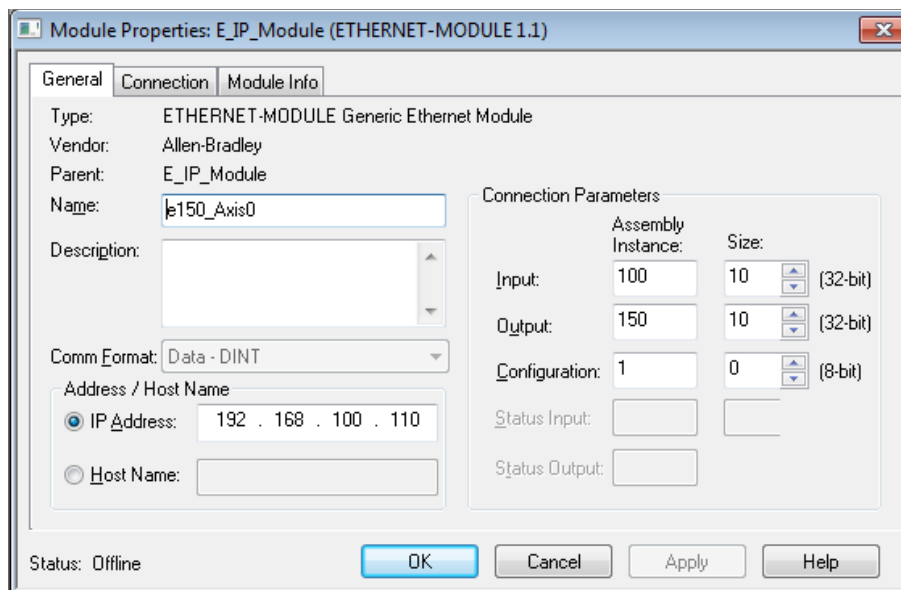 Module Properties: E_IP_Module (ETHERNET-MODULE 1.1)
General Connection Module Info
Type: ETHERNET-MODULE Generic Ethernet Module
Vendor: Allen-Bradley
Parent: E_IP_Module
Name: e150_Axis0
Description:
Comm Format: Data - DINT
Address / Host Name
IP Address: 192 . 168 . 100 . 110
Host Name:
Connection Parameters
Assembly Instance: Size:
Input: 100 10 (32-bit)
Output: 150 10 (32-bit)
Configuration: 1 0 (8-bit)
Status Input:
Status Output:
Status: Offline
OK Cancel Apply Help